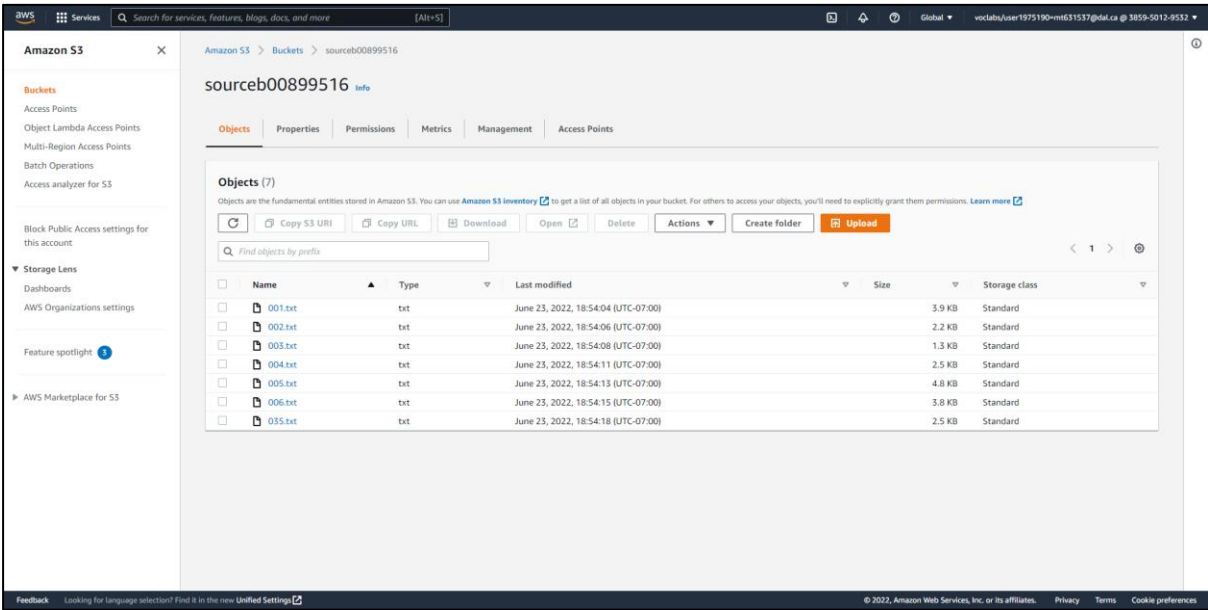 aws Services Search for services, features, blogs, docs, and more [Alt+S] Global ▼ voclabs/user1975190=mt631537@dal.ca @ 3859-5012-9532 ▼
Amazon S3
Buckets
Access Points
Object Lambda Access Points
Multi-Region Access Points
Batch Operations
Access analyzer for S3
Block Public Access settings for
this account
▼ Storage Lens
Dashboards
AWS Organizations settings
Feature spotlight 3
▶ AWS Marketplace for S3
Amazon S3 > Buckets > sourceb00899516
sourceb00899516 Info
Objects Properties Permissions Metrics Management Access Points
Objects (7)
Objects are the fundamental entities stored in Amazon S3. You can use Amazon S3 inventory to get a list of all objects in your bucket. For others to access your objects, you'll need to explicitly grant them permissions. Learn more
Copy S3 URI Copy URL Download Open Delete Actions ▼ Create folder Upload
Find objects by prefix < 1 >
Name ▲ Type Last modified Size Storage class
001.txt txt June 23, 2022, 18:54:04 (UTC-07:00) 3.9 KB Standard
002.txt txt June 23, 2022, 18:54:06 (UTC-07:00) 2.2 KB Standard
003.txt txt June 23, 2022, 18:54:08 (UTC-07:00) 1.3 KB Standard
004.txt txt June 23, 2022, 18:54:11 (UTC-07:00) 2.5 KB Standard
005.txt txt June 23, 2022, 18:54:13 (UTC-07:00) 4.8 KB Standard
006.txt txt June 23, 2022, 18:54:15 (UTC-07:00) 3.8 KB Standard
035.txt txt June 23, 2022, 18:54:18 (UTC-07:00) 2.5 KB Standard
Feedback Looking for language selection? Find it in the new Unified Settings © 2022, Amazon Web Services, Inc. or its affiliates. Privacy Terms Cookie preferences